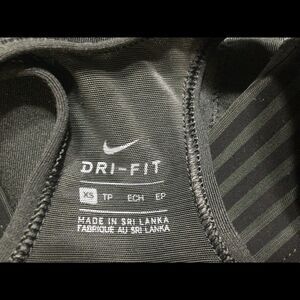 DRI-FIT
XS TP ECH EP
MADE IN SRI LANKA
FABRIQUÉ AU SRI LANKA